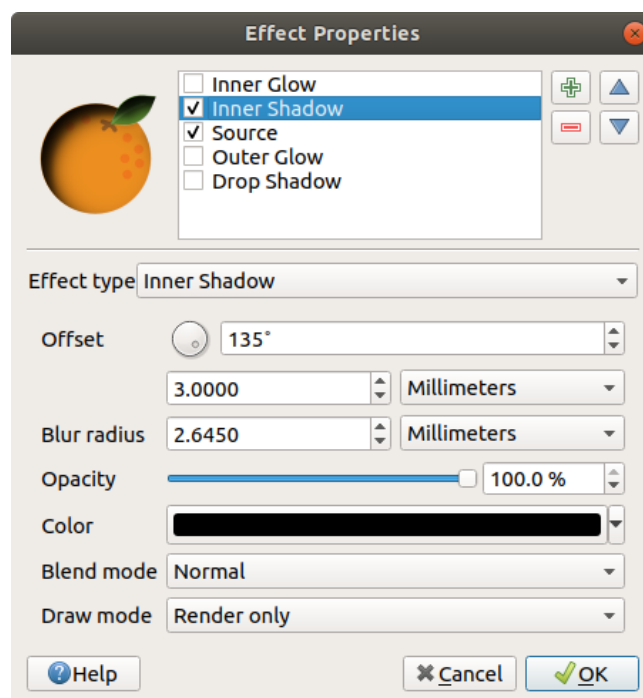 Effect Properties
Inner Glow
Inner Shadow
Source
Outer Glow
Drop Shadow
Effect type Inner Shadow
Offset 135°
3.0000 Millimeters
Blur radius 2.6450 Millimeters
Opacity 100.0 %
Color
Blend mode Normal
Draw mode Render only
Help Cancel OK